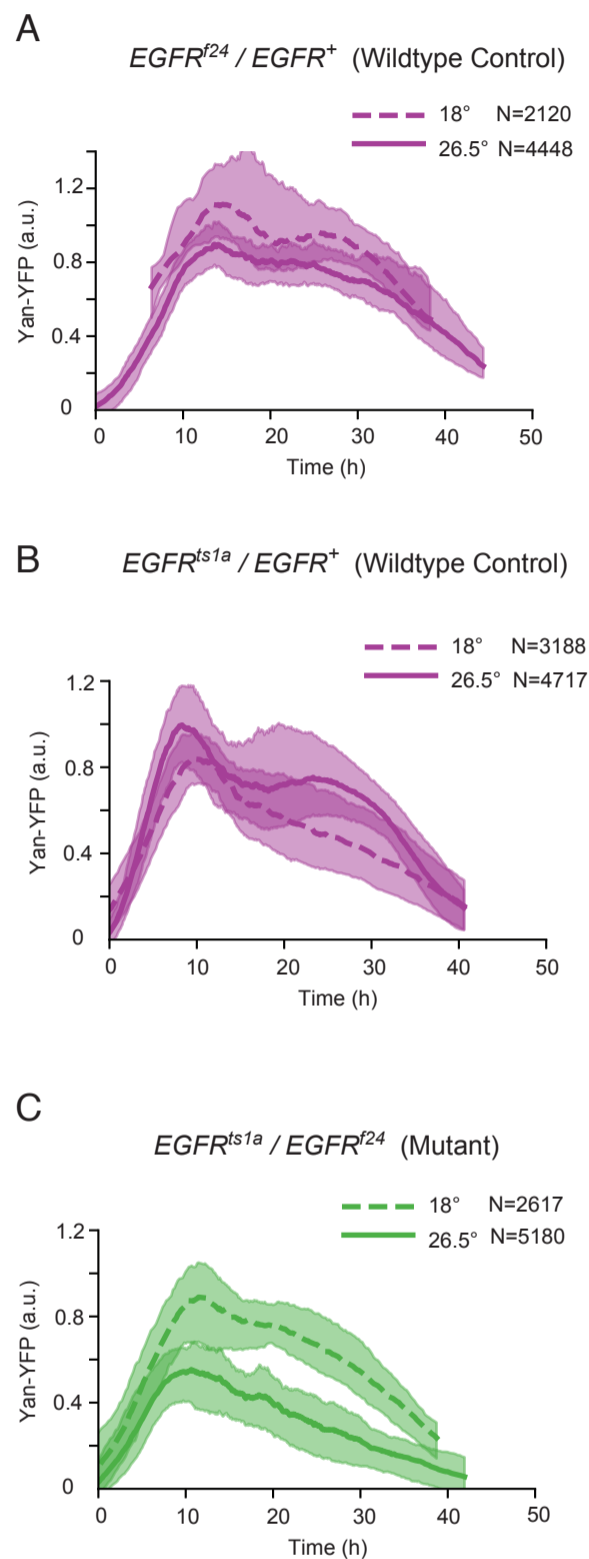 A
EGFRf24 / EGFR+ (Wildtype Control)
18° N=2120
26.5° N=4448
1.2
0.8
0.4
0
Yan-YFP (a.u.)
0 10 20 30 40 50
Time (h)
B
EGFRts1a / EGFR+ (Wildtype Control)
18° N=3188
26.5° N=4717
1.2
0.8
0.4
0
Yan-YFP (a.u.)
0 10 20 30 40 50
Time (h)
C
EGFRts1a / EGFRf24 (Mutant)
18° N=2617
26.5° N=5180
1.2
0.8
0.4
0
Yan-YFP (a.u.)
0 10 20 30 40 50
Time (h)